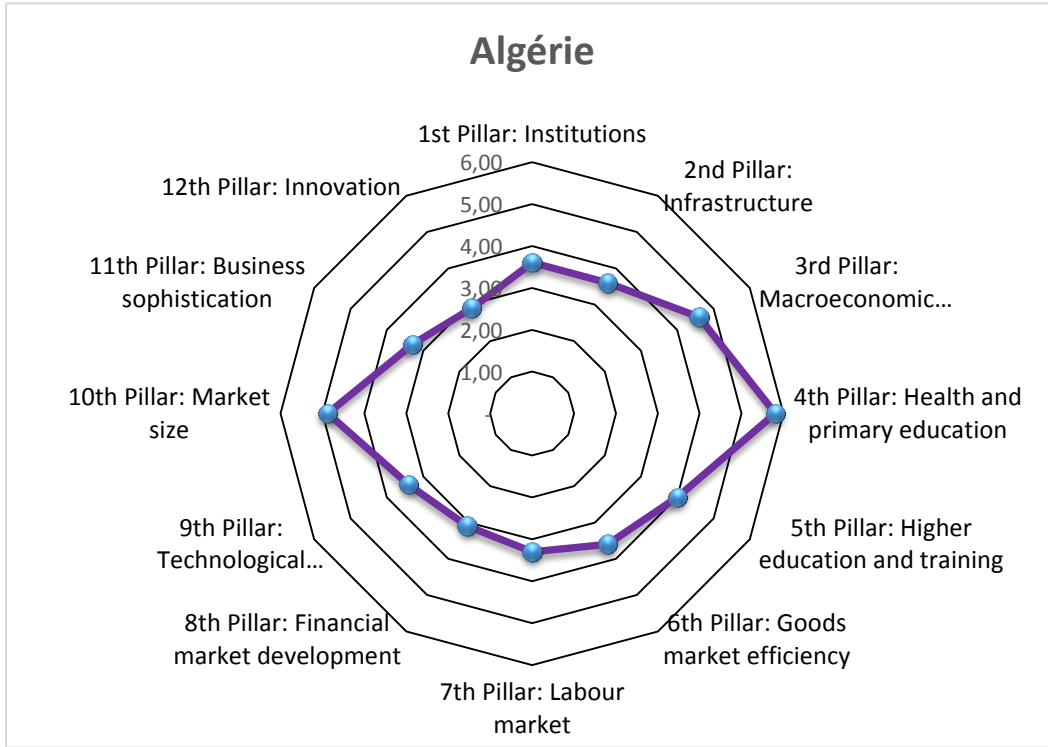 Algérie
1st Pillar: Institutions
2nd Pillar:
Infrastructure
3rd Pillar:
Macroeconomic...
4th Pillar: Health and
primary education
5th Pillar: Higher
education and training
6th Pillar: Goods
market efficiency
7th Pillar: Labour
market
8th Pillar: Financial
market development
9th Pillar:
Technological...
10th Pillar: Market
size
11th Pillar: Business
sophistication
12th Pillar: Innovation
6,00
5,00
4,00
3,00
2,00
1,00
-